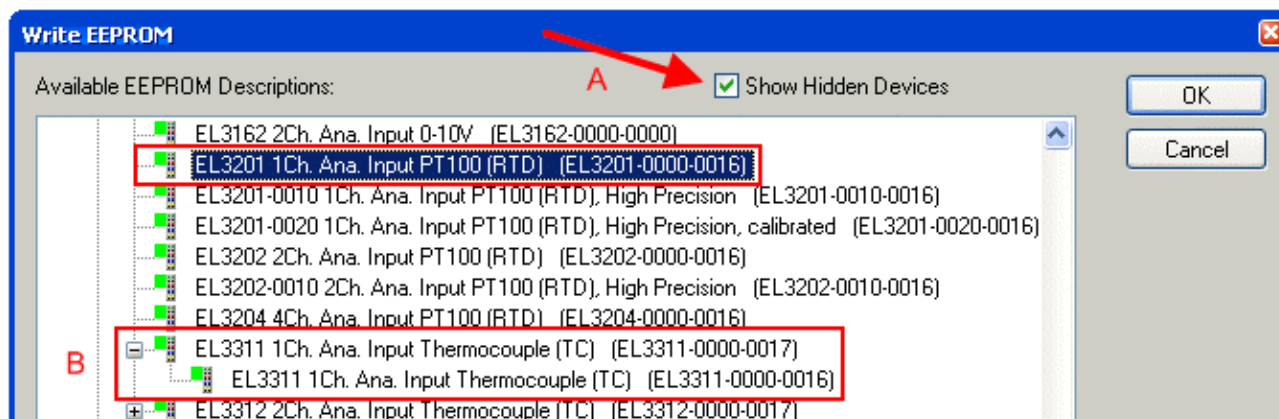 Write EEPROM
A
Available EEPROM Descriptions:
Show Hidden Devices
OK
Cancel
EL3162 2Ch. Ana. Input 0-10V (EL3162-0000-0000)
EL3201 1Ch. Ana. Input PT100 (RTD) (EL3201-0000-0016)
EL3201-0010 1Ch. Ana. Input PT100 (RTD), High Precision (EL3201-0010-0016)
EL3201-0020 1Ch. Ana. Input PT100 (RTD), High Precision, calibrated (EL3201-0020-0016)
EL3202 2Ch. Ana. Input PT100 (RTD) (EL3202-0000-0016)
EL3202-0010 2Ch. Ana. Input PT100 (RTD), High Precision (EL3202-0010-0016)
EL3204 4Ch. Ana. Input PT100 (RTD) (EL3204-0000-0016)
B
EL3311 1Ch. Ana. Input Thermocouple (TC) (EL3311-0000-0017)
EL3311 1Ch. Ana. Input Thermocouple (TC) (EL3311-0000-0016)
EL3312 2Ch. Ana. Input Thermocouple (TC) (EL3312-0000-0017)